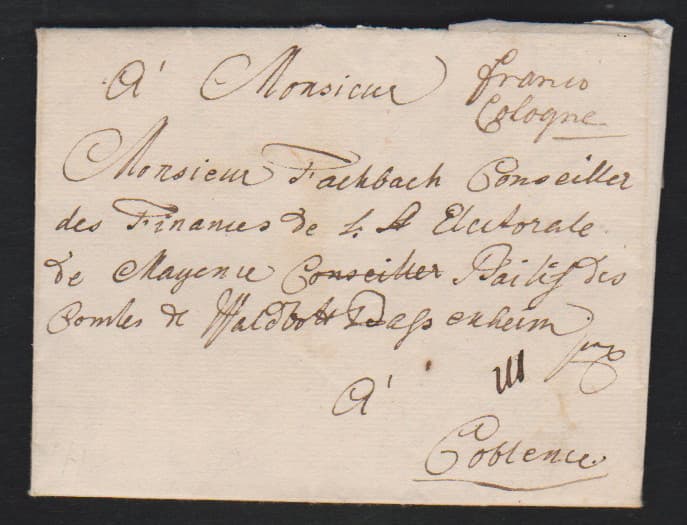 A' Monsieur
franco
Cologne
Monsieur Fachbach Conseiller
des Finances de S. A Electorale
de Mayence Conseiller Bailif des
Comtes de Waldbott Bassenheim
A'
Coblence